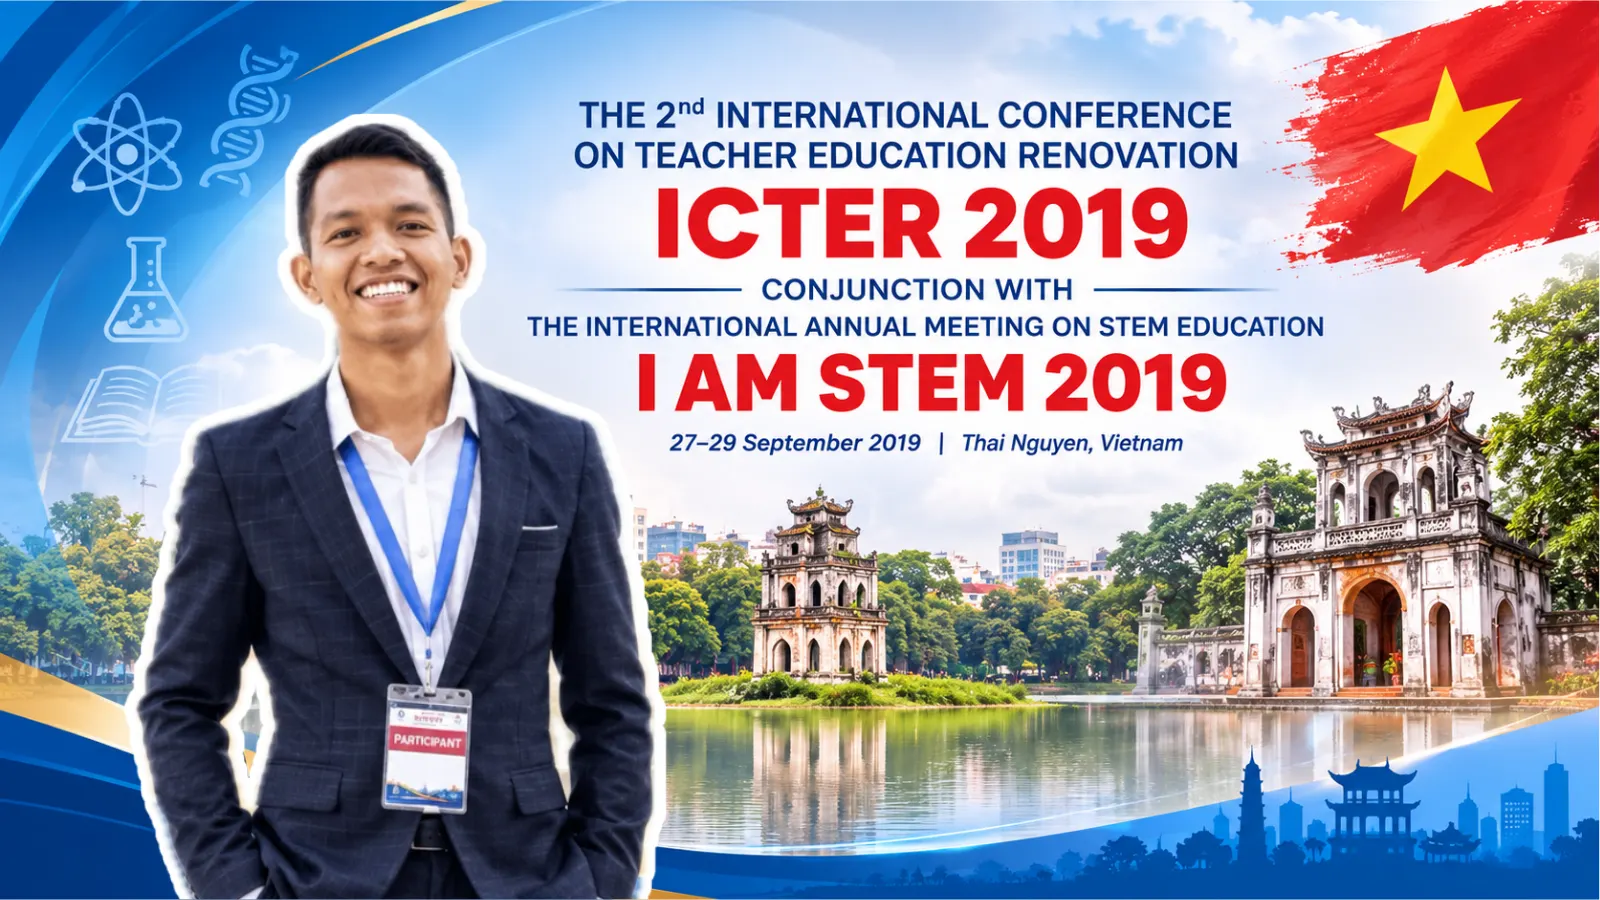 THE 2nd INTERNATIONAL CONFERENCE
ON TEACHER EDUCATION RENOVATION
ICTER 2019
CONJUNCTION WITH
THE INTERNATIONAL ANNUAL MEETING ON STEM EDUCATION
I AM STEM 2019
27–29 September 2019 | Thai Nguyen, Vietnam
PARTICIPANT